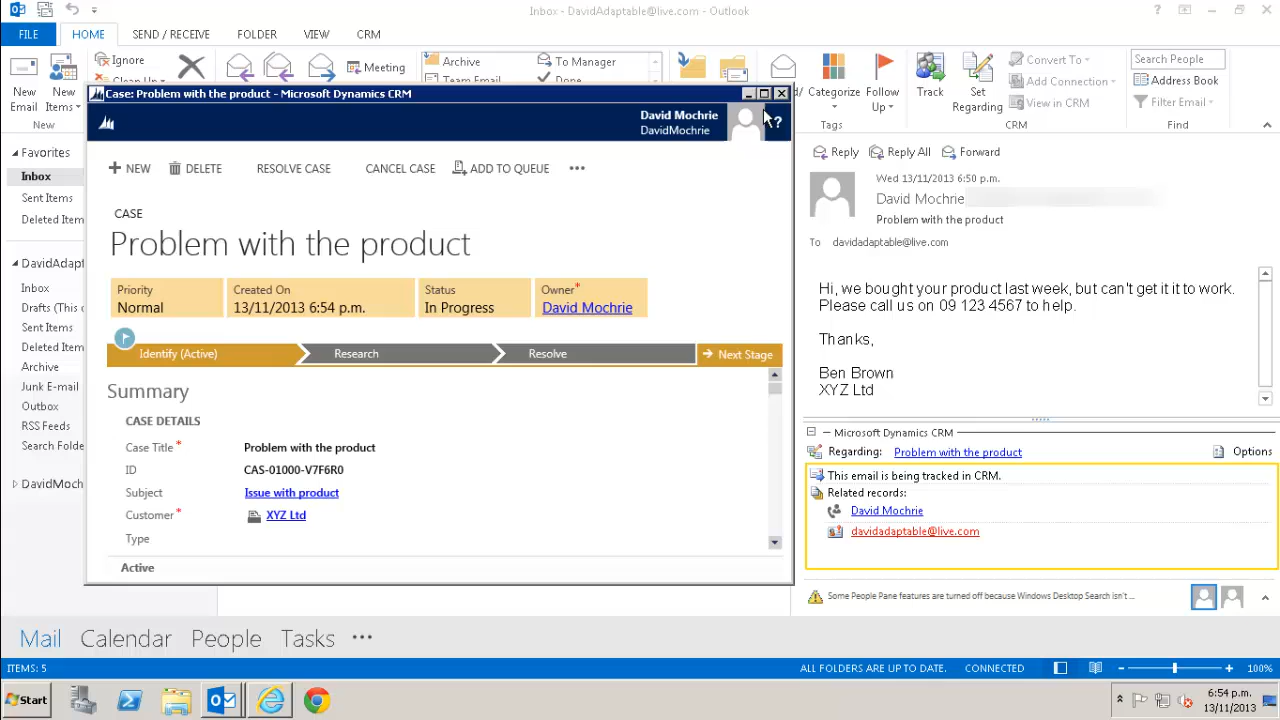 Inbox - DavidAdaptable@live.com - Outlook
?
FILE HOME SEND / RECEIVE FOLDER VIEW CRM
Ignore
Meeting
Archive
To Manager
Team Email
Done
New Email
New Items
Categorize
Follow Up
Track
Set Regarding
Convert To
Add Connection
View in CRM
Search People
Address Book
Filter Email
New
Tags
CRM
Find
Favorites
Inbox
Sent Items
Deleted Item
DavidAdapt
Inbox
Drafts (This c
Sent Items
Deleted Item
Archive
Junk E-mail
Outbox
RSS Feeds
Search Folde
DavidMoch
Case: Problem with the product - Microsoft Dynamics CRM
David Mochrie
DavidMochrie
?
NEW DELETE RESOLVE CASE CANCEL CASE ADD TO QUEUE •••
CASE
Problem with the product
Priority
Normal
Created On
13/11/2013 6:54 p.m.
Status
In Progress
Owner*
David Mochrie
Identify (Active) Research Resolve Next Stage
Summary
CASE DETAILS
Case Title * Problem with the product
ID CAS-01000-V7F6R0
Subject Issue with product
Customer * XYZ Ltd
Type
Active
Reply Reply All Forward
Wed 13/11/2013 6:50 p.m.
David Mochrie
Problem with the product
To davidadaptable@live.com
Hi, we bought your product last week, but can't get it it to work.
Please call us on 09 123 4567 to help.
Thanks,
Ben Brown
XYZ Ltd
Microsoft Dynamics CRM
Regarding: Problem with the product Options
This email is being tracked in CRM.
Related records:
David Mochrie
davidadaptable@live.com
Some People Pane features are turned off because Windows Desktop Search isn't ...
Mail Calendar People Tasks •••
ITEMS: 5 ALL FOLDERS ARE UP TO DATE. CONNECTED 100%
Start
6:54 p.m.
13/11/2013